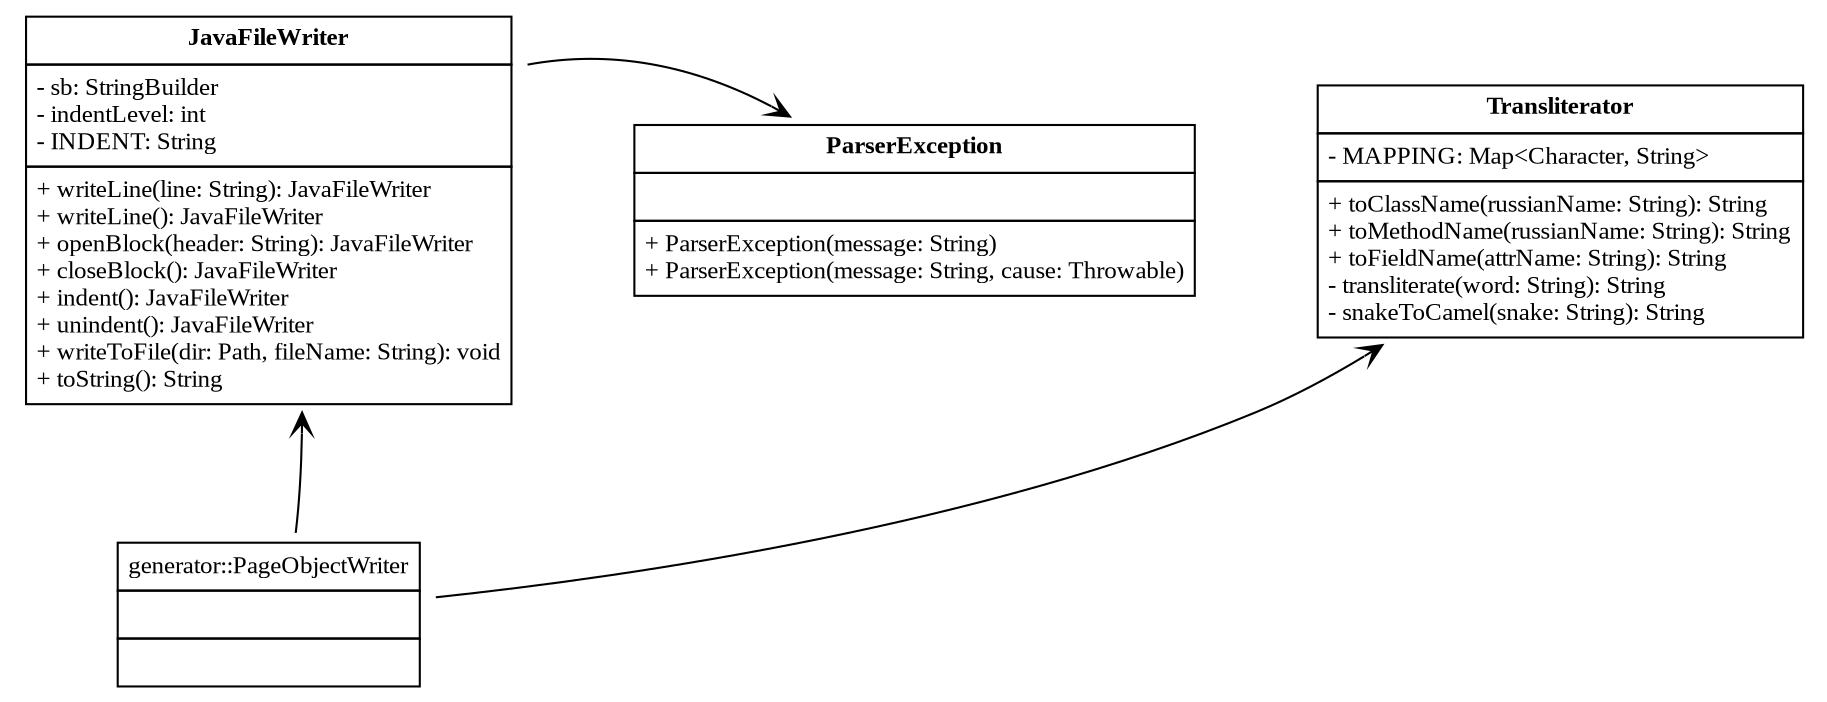 JavaFileWriter
- sb: StringBuilder
- indentLevel: int
- INDENT: String
+ writeLine(line: String): JavaFileWriter
+ writeLine(): JavaFileWriter
+ openBlock(header: String): JavaFileWriter
+ closeBlock(): JavaFileWriter
+ indent(): JavaFileWriter
+ unindent(): JavaFileWriter
+ writeToFile(dir: Path, fileName: String): void
+ toString(): String
ParserException
+ ParserException(message: String)
+ ParserException(message: String, cause: Throwable)
Transliterator
- MAPPING: Map<Character, String>
+ toClassName(russianName: String): String
+ toMethodName(russianName: String): String
+ toFieldName(attrName: String): String
- transliterate(word: String): String
- snakeToCamel(snake: String): String
generator::PageObjectWriter